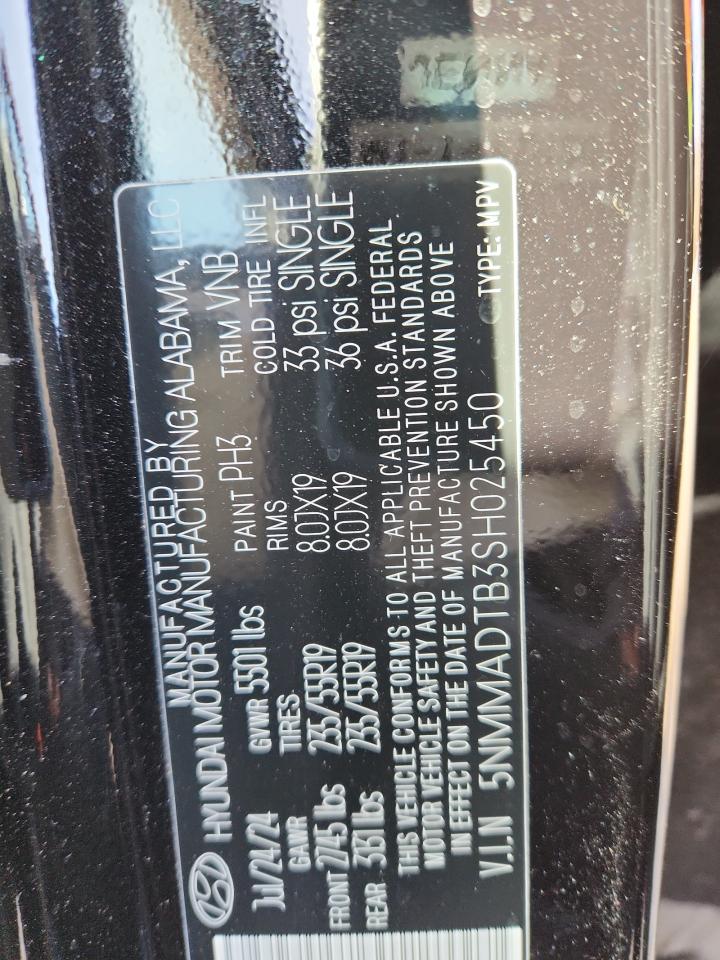 MANUFACTURED BY
HYUNDAI MOTOR MANUFACTURING ALABAMA, LLC
Jul/24/24 GVWR 5501 lbs PAINT PH3 TRIM VNB
GAWR TIRES RIMS COLD TIRE INFL
FRONT 2745 lbs 235/55R19 8.0JX19 33 psi SINGLE
REAR 3131 lbs 235/55R19 8.0JX19 36 psi SINGLE
THIS VEHICLE CONFORMS TO ALL APPLICABLE U.S.A. FEDERAL
MOTOR VEHICLE SAFETY AND THEFT PREVENTION STANDARDS
IN EFFECT ON THE DATE OF MANUFACTURE SHOWN ABOVE
V.I.N 5NMMADTB3SH025450 TYPE: MPV